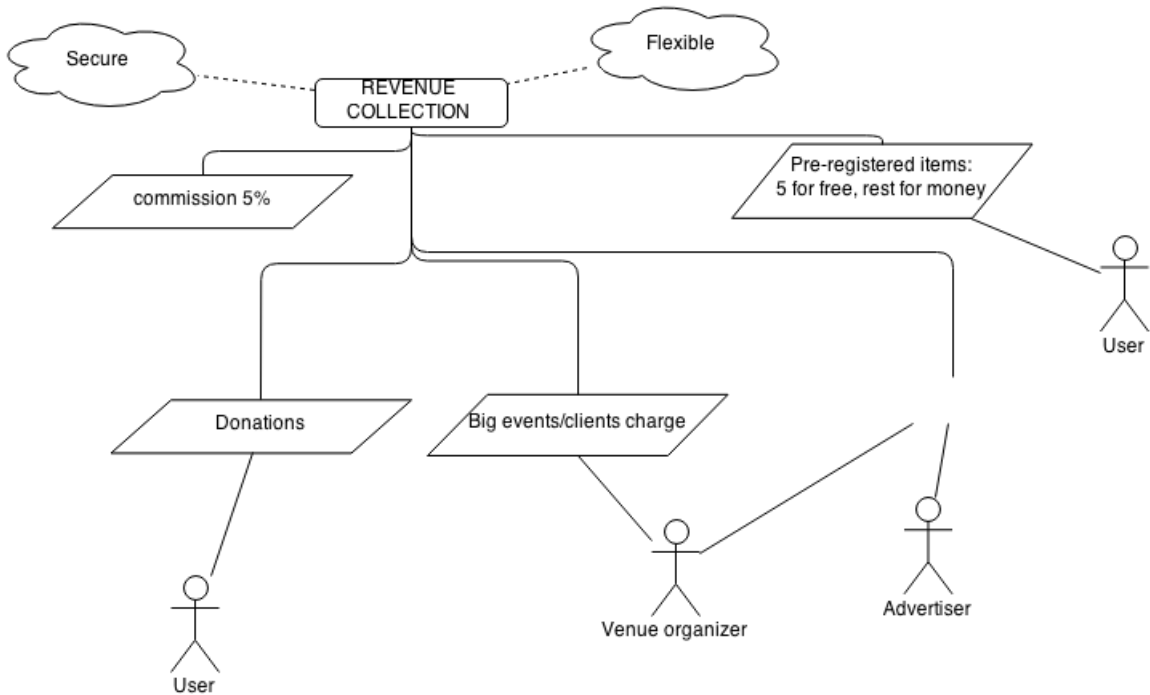 Secure
Flexible
REVENUE
COLLECTION
commission 5%
Pre-registered items:
5 for free, rest for money
User
Donations
Big events/clients charge
Advertiser
Venue organizer
User